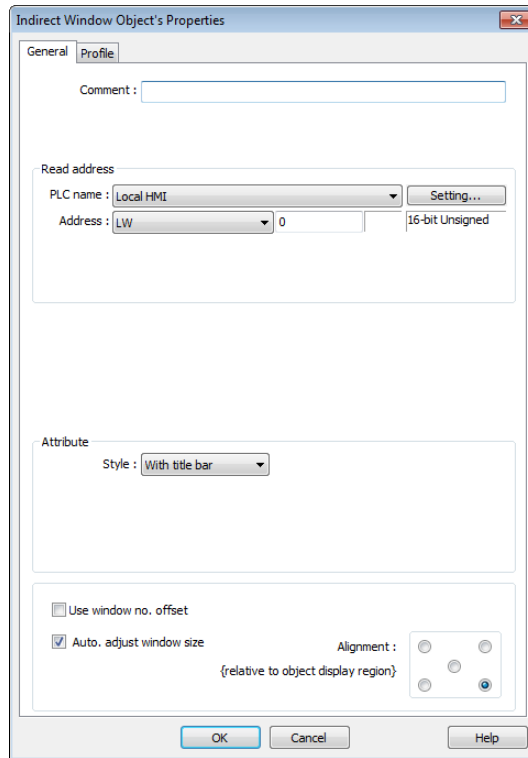 Indirect Window Object's Properties
General Profile
Comment :
Read address
PLC name : Local HMI Setting...
Address : LW 0 16-bit Unsigned
Attribute
Style : With title bar
Use window no. offset
Auto. adjust window size Alignment :
{relative to object display region}
OK Cancel Help